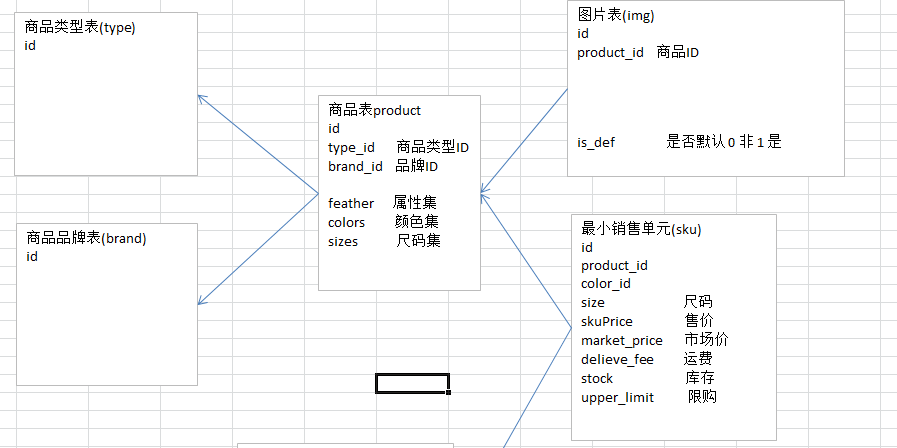 商品类型表(type)
id
商品品牌表(brand)
id
商品表product
id
type_id 商品类型ID
brand_id 品牌ID
feather 属性集
colors 颜色集
sizes 尺码集
图片表(img)
id
product_id 商品ID
is_def 是否默认0 非 1 是
最小销售单元(sku)
id
product_id
color_id
size 尺码
skuPrice 售价
market_price 市场价
delieve_fee 运费
stock 库存
upper_limit 限购